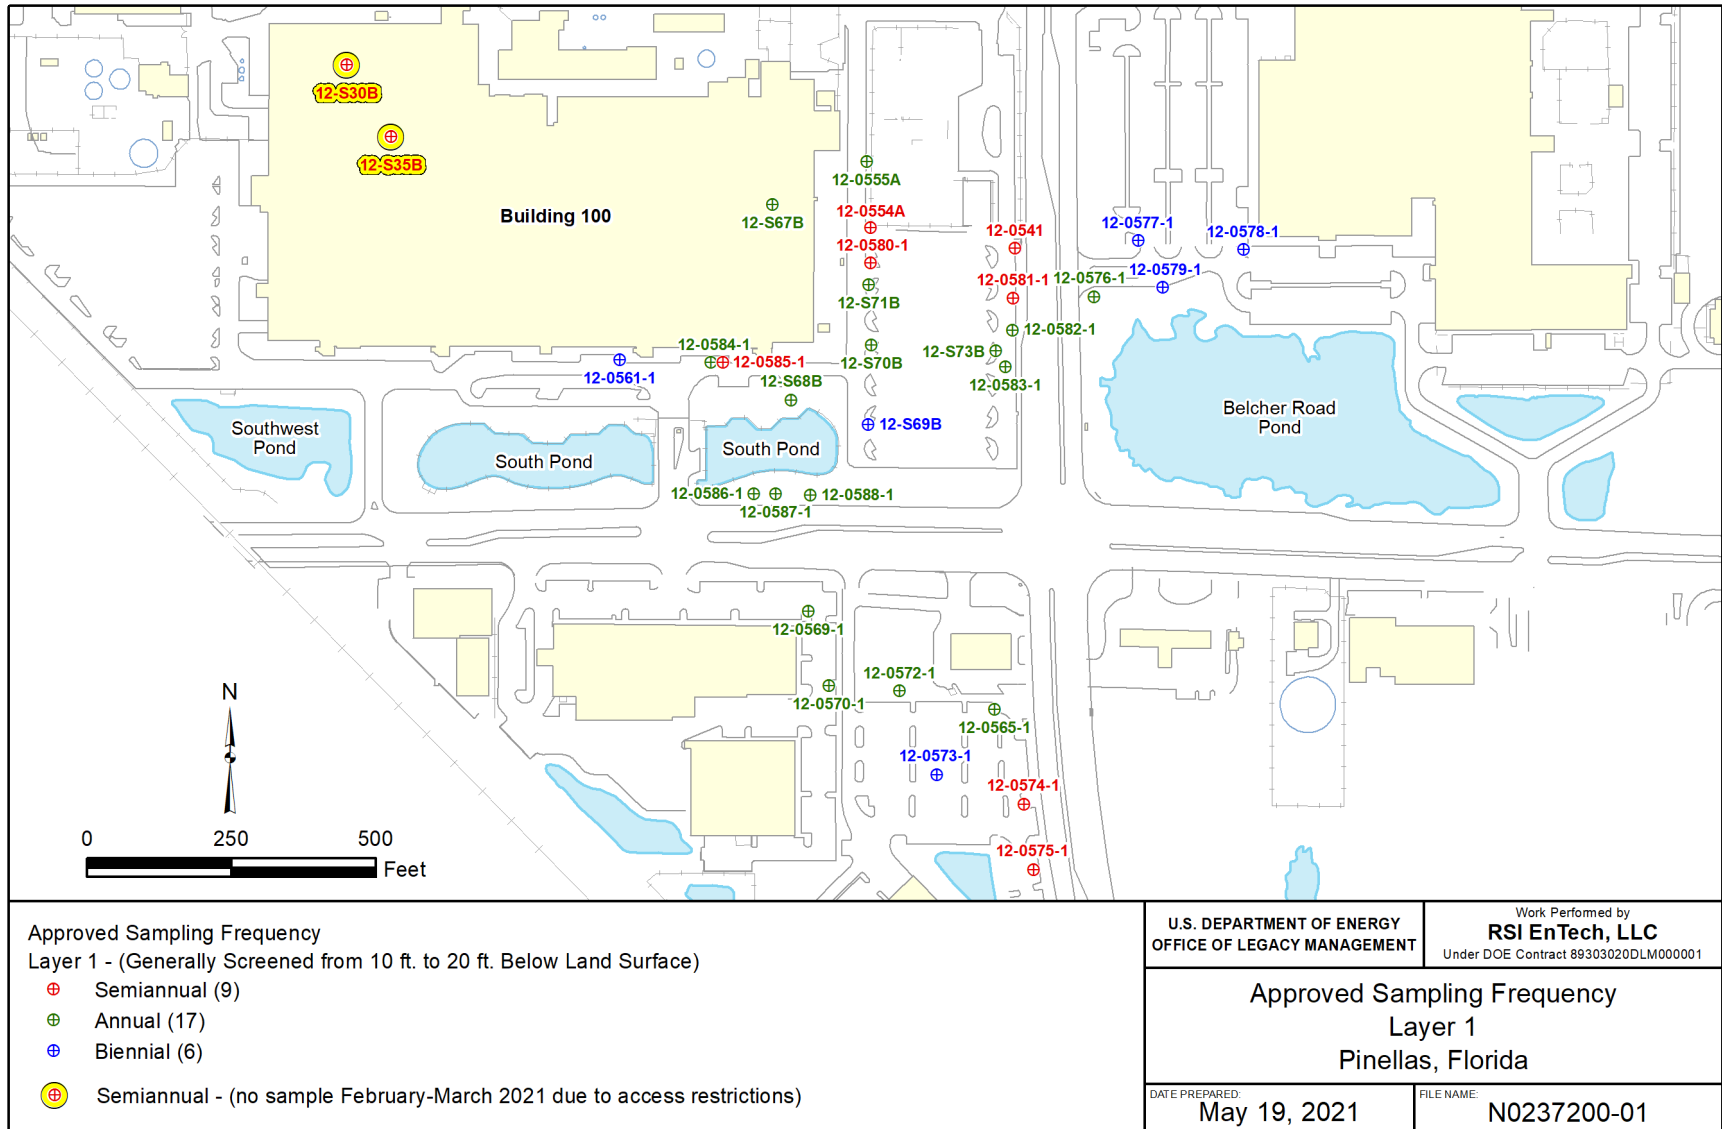 12-S30B
12-S35B
Building 100
12-S67B
12-0555A
12-0554A
12-0580-1
12-S71B
12-S70B
12-0541
12-0581-1
12-0576-1
12-0577-1
12-0578-1
12-0579-1
12-0582-1
12-S73B
12-0583-1
12-0584-1
12-0585-1
12-0561-1
12-S68B
12-S69B
Southwest
Pond
South Pond
South Pond
Belcher Road
Pond
12-0586-1
12-0588-1
12-0587-1
12-0569-1
12-0570-1
12-0572-1
12-0565-1
12-0573-1
12-0574-1
12-0575-1
N
0 250 500
Feet
Approved Sampling Frequency
Layer 1 - (Generally Screened from 10 ft. to 20 ft. Below Land Surface)
Semiannual (9)
Annual (17)
Biennial (6)
Semiannual - (no sample February-March 2021 due to access restrictions)
U.S. DEPARTMENT OF ENERGY
OFFICE OF LEGACY MANAGEMENT
Work Performed by
RSI EnTech, LLC
Under DOE Contract 89303020DLM000001
Approved Sampling Frequency
Layer 1
Pinellas, Florida
DATE PREPARED:
May 19, 2021
FILE NAME:
N0237200-01